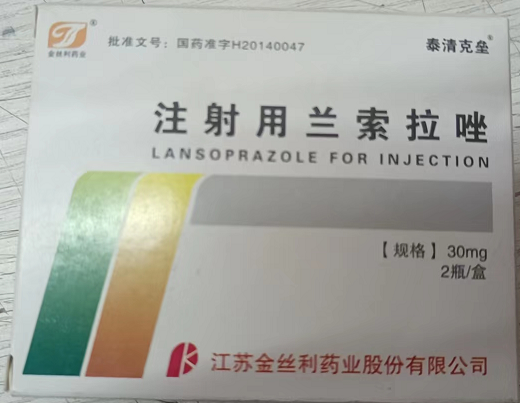 金丝利药业®
批准文号：国药准字H20140047
泰清克垒®
注射用兰索拉唑
LANSOPRAZOLE FOR INJECTION
【规格】30mg
2瓶/盒
江苏金丝利药业股份有限公司